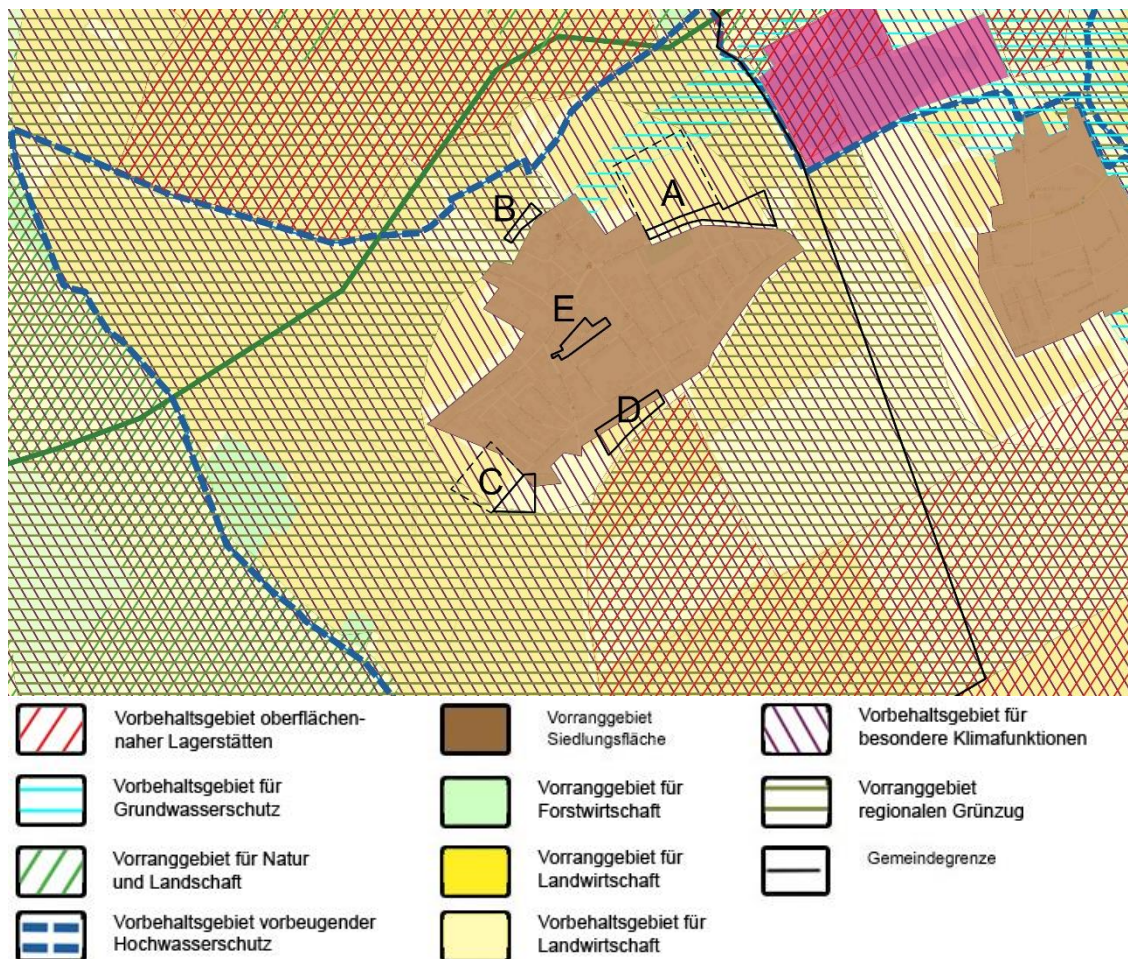 A
B
E
D
C
Vorbehaltsgebiet oberflächen-
naher Lagerstätten
Vorranggebiet
Siedlungsfläche
Vorbehaltsgebiet für
besondere Klimafunktionen
Vorbehaltsgebiet für
Grundwasserschutz
Vorranggebiet für
Forstwirtschaft
Vorranggebiet
regionalen Grünzug
Vorranggebiet für Natur
und Landschaft
Vorranggebiet für
Landwirtschaft
Gemeindegrenze
Vorbehaltsgebiet vorbeugender
Hochwasserschutz
Vorbehaltsgebiet für
Landwirtschaft